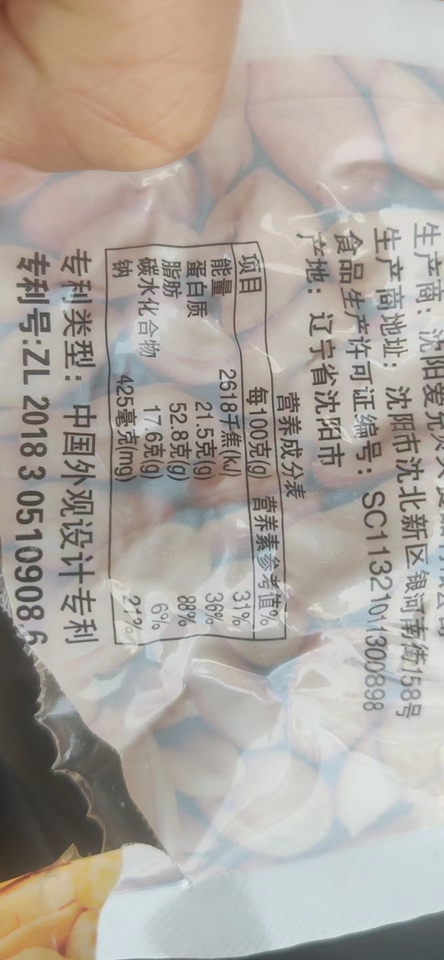 生产商：沈阳爱
生产商地址：沈阳市沈北新区银河南街158号
食品生产许可证编号：SC11321011300898
产地：辽宁省沈阳市
营养成分表
项目 每100克(g) 营养素参考值%
能量 2618千焦(kJ) 31%
蛋白质 21.5克(g) 36%
脂肪 52.8克(g) 88%
碳水化合物 17.6克(g) 6%
钠 425毫克(mg) 21%
专利类型：中国外观设计专利
专利号:ZL 2018 3 0510908.6